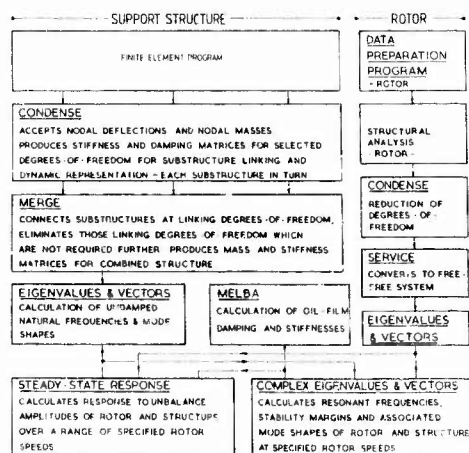 SUPPORT STRUCTURE
ROTOR
FINITE ELEMENT PROGRAM
DATA
PREPARATION
PROGRAM
- ROTOR
CONDENSE
ACCEPTS NODAL DEFLECTIONS AND NODAL MASSES
PRODUCES STIFFNESS AND DAMPING MATRICES FOR SELECTED
DEGREES-OF-FREEDOM FOR SUBSTRUCTURE LINKING AND
DYNAMIC REPRESENTATION - EACH SUBSTRUCTURE IN TURN
STRUCTURAL
ANALYSIS
- ROTOR -
MERGE
CONNECTS SUBSTRUCTURES AT LINKING DEGREES-OF-FREEDOM,
ELIMINATES THOSE LINKING DEGREES-OF-FREEDOM WHICH
ARE NOT REQUIRED FURTHER PRODUCES MASS AND STIFFNESS
MATRICES FOR COMBINED STRUCTURE
CONDENSE
REDUCTION OF
DEGREES-OF-
FREEDOM
SERVICE
CONVERTS TO FREE-
FREE SYSTEM
EIGENVALUES & VECTORS
CALCULATION OF UNDAMPED
NATURAL FREQUENCIES & MODE
SHAPES
MELBA
CALCULATION OF OIL-FILM
DAMPING AND STIFFNESSES
EIGENVALUES
& VECTORS
STEADY-STATE RESPONSE
CALCULATES RESPONSE TO UNBALANCE
AMPLITUDES OF ROTOR AND STRUCTURE
OVER A RANGE OF SPECIFIED ROTOR
SPEEDS
COMPLEX EIGENVALUES & VECTORS
CALCULATES RESONANT FREQUENCIES,
STABILITY MARGINS AND ASSOCIATED
MODE SHAPES OF ROTOR AND STRUCTURE
AT SPECIFIED ROTOR SPEEDS